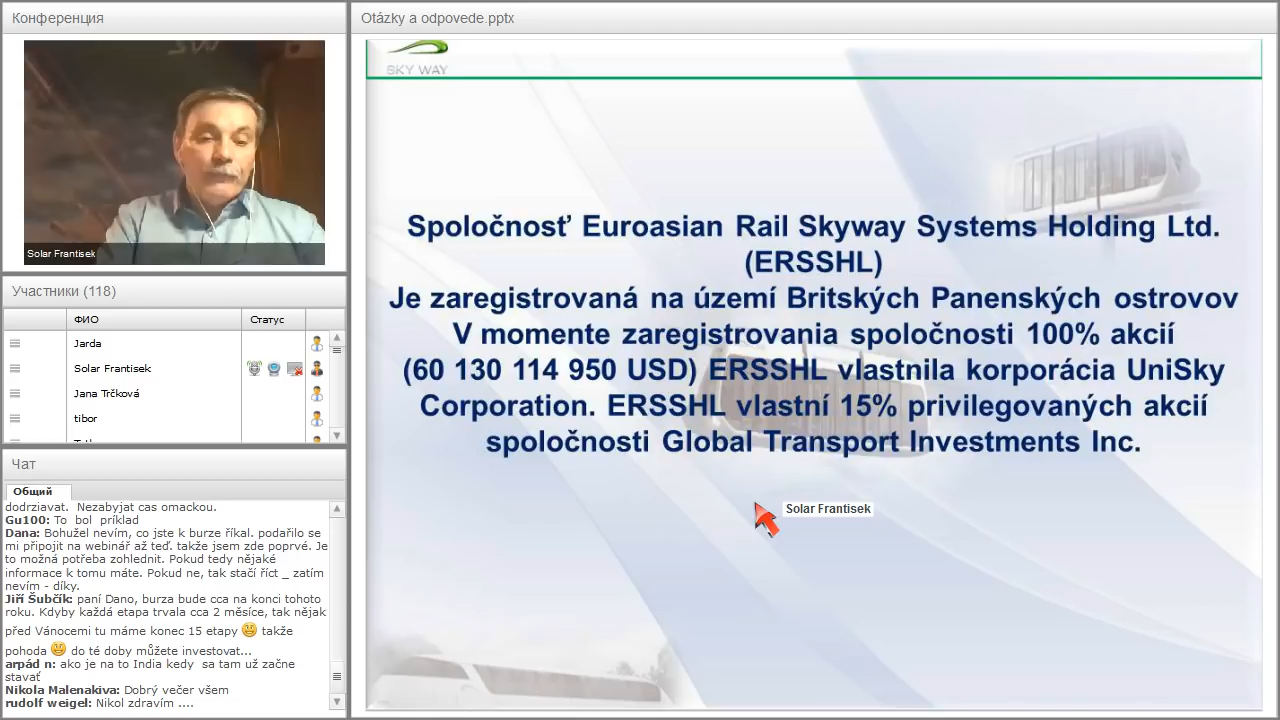 Конференция
Solar Frantisek
Участники (118)
ФИО
Статус
Jarda
Solar Frantisek
Jana Trčková
tibor
Чат
Общий
dodrziavat. Nezabyjat cas omackou.
Gu100: To bol príklad
Dana: Bohužel nevím, co jste k burze říkal. podařilo se
mi připojit na webinář až teď. takže jsem zde poprvé. Je
to možná potřeba zohlednit. Pokud tedy nějaké
informace k tomu máte. Pokud ne, tak stačí říct _ zatím
nevím - díky.
Jiří Šubčík: paní Dano, burza bude cca na konci tohoto
roku. Kdyby každá etapa trvala cca 2 měsíce, tak nějak
před Vánocemi tu máme konec 15 etapy takže
pohoda do té doby můžete investovat...
arpád n: ako je na to India kedy sa tam už začne
stavať
Nikola Malenakiva: Dobrý večer všem
rudolf weigel: Nikol zdravím ....
Otázky a odpovede.pptx
SKY WAY
Spoločnosť Euroasian Rail Skyway Systems Holding Ltd.
(ERSSHL)
Je zaregistrovaná na území Britských Panenských ostrovov
V momente zaregistrovania spoločnosti 100% akcií
(60 130 114 950 USD) ERSSHL vlastnila korporácia UniSky
Corporation. ERSSHL vlastní 15% privilegovaných akcií
spoločnosti Global Transport Investments Inc.
Solar Frantisek